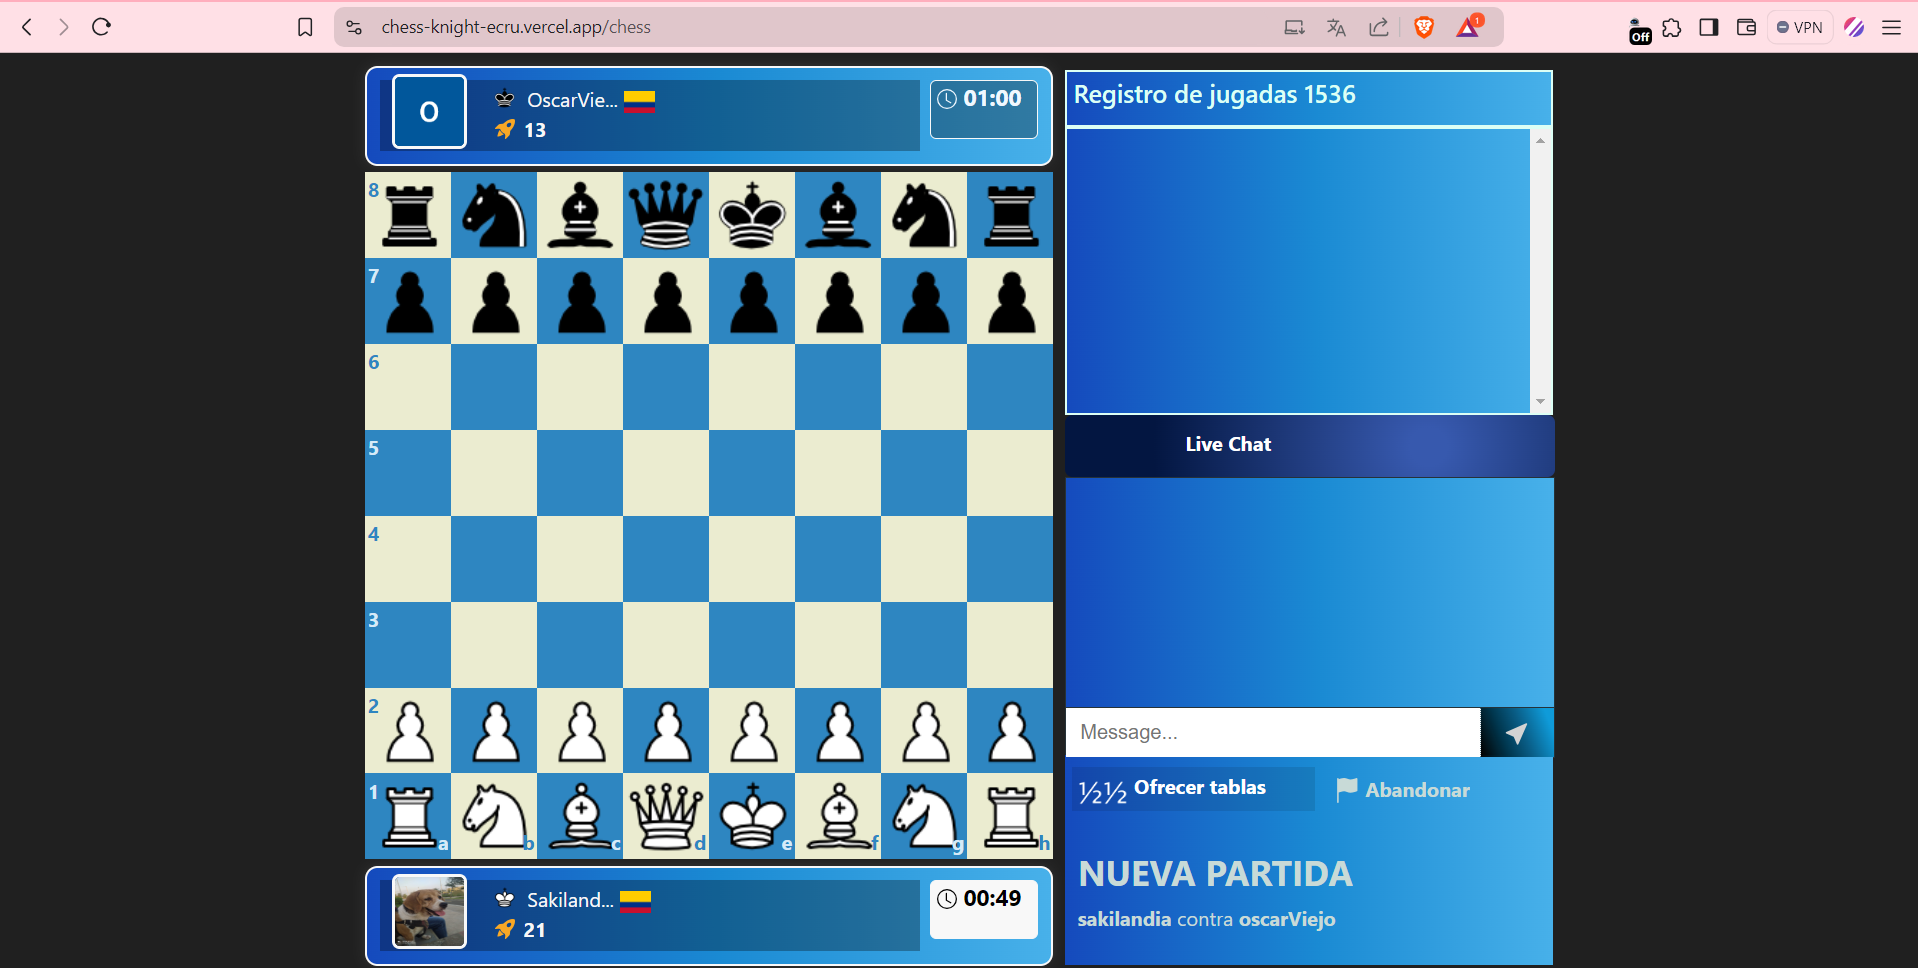 chess-knight-ecru.vercel.app/chess
1
Off
VPN
O
OscarVie...
13
01:00
8
7
6
5
4
3
2
1
a b c d e f g h
Sakiland...
21
00:49
Registro de jugadas 1536
Live Chat
Message...
½½ Ofrecer tablas
Abandonar
NUEVA PARTIDA
sakilandia contra oscarViejo